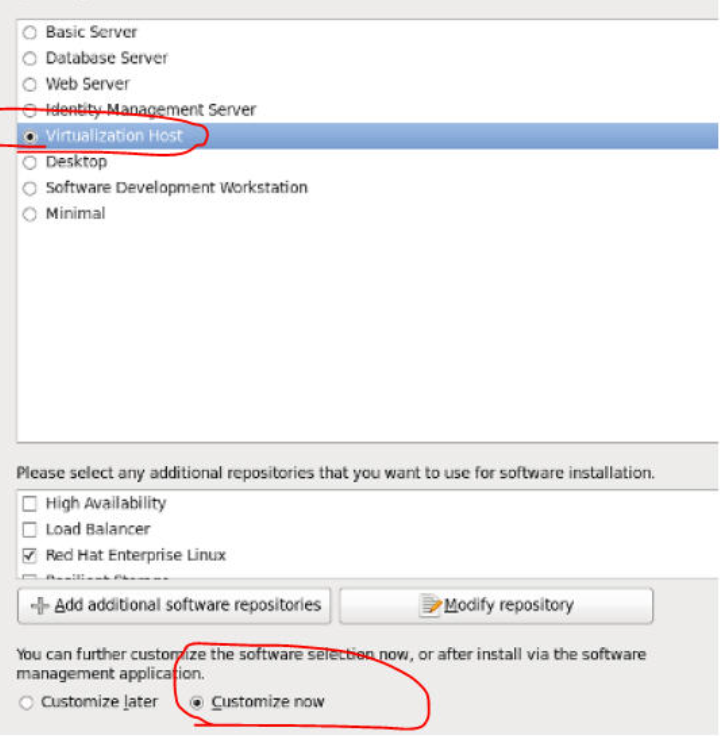 Basic Server
Database Server
Web Server
Identity Management Server
Virtualization Host
Desktop
Software Development Workstation
Minimal
Please select any additional repositories that you want to use for software installation.
High Availability
Load Balancer
Red Hat Enterprise Linux
Add additional software repositories
Modify repository
You can further customize the software selection now, or after install via the software
management application.
Customize later
Customize now